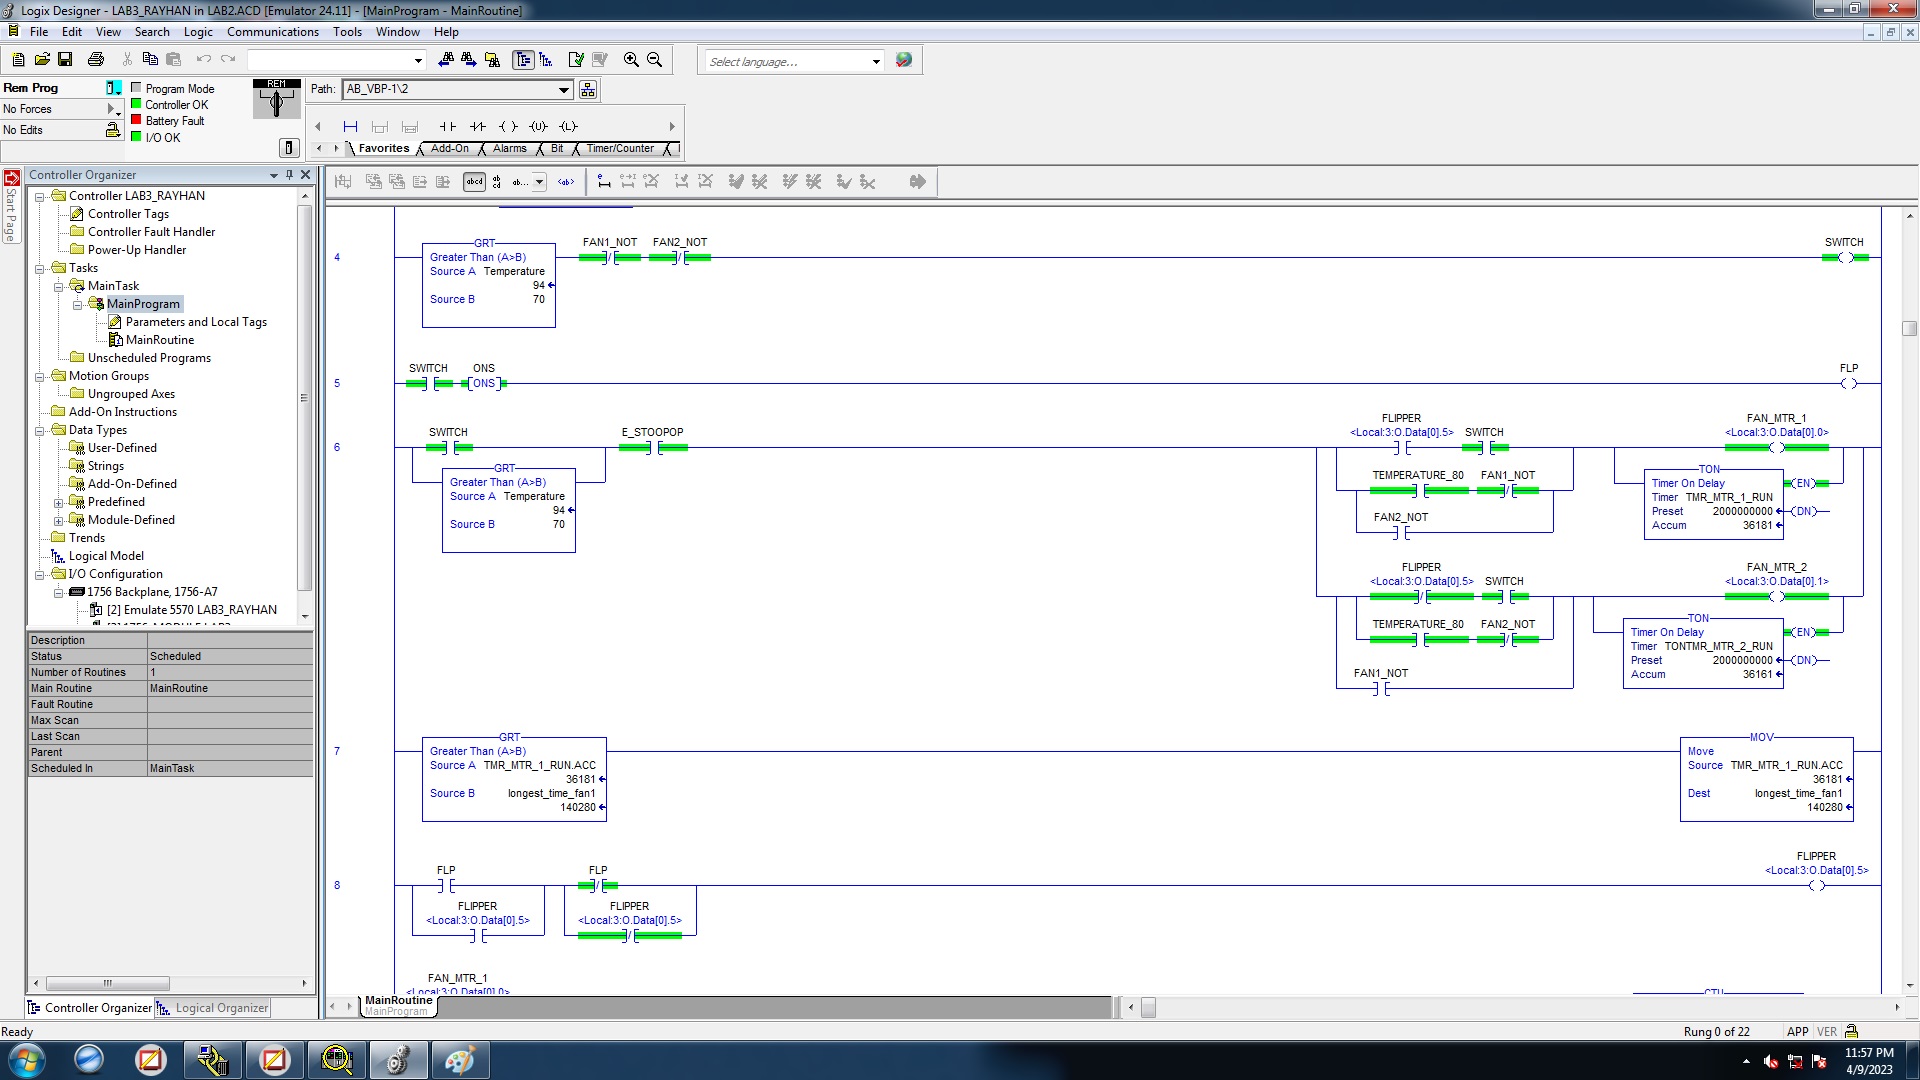 Logix Designer - LAB3_RAYHAN in LAB2.ACD [Emulator 24.11] - [MainProgram - MainRoutine]
File Edit View Search Logic Communications Tools Window Help
Select language...
Rem Prog
No Forces
No Edits
Program Mode
Controller OK
Battery Fault
I/O OK
REM
Path: AB_VBP-1\2
Favorites Add-On Alarms Bit Timer/Counter
Start Page
Controller Organizer
Controller LAB3_RAYHAN
Controller Tags
Controller Fault Handler
Power-Up Handler
Tasks
MainTask
MainProgram
Parameters and Local Tags
MainRoutine
Unscheduled Programs
Motion Groups
Ungrouped Axes
Add-On Instructions
Data Types
User-Defined
Strings
Add-On-Defined
Predefined
Module-Defined
Trends
Logical Model
I/O Configuration
1756 Backplane, 1756-A7
[2] Emulate 5570 LAB3_RAYHAN
Description
Status Scheduled
Number of Routines 1
Main Routine MainRoutine
Fault Routine
Max Scan
Last Scan
Parent
Scheduled In MainTask
Controller Organizer Logical Organizer
4
GRT
Greater Than (A>B)
Source A Temperature
94
Source B 70
FAN1_NOT FAN2_NOT
SWITCH
5
SWITCH ONS
ONS
FLP
6
SWITCH
E_STOOPOP
GRT
Greater Than (A>B)
Source A Temperature
94
Source B 70
FLIPPER
<Local:3:O.Data[0].5> SWITCH
TEMPERATURE_80 FAN1_NOT
FAN2_NOT
FAN_MTR_1
<Local:3:O.Data[0].0>
TON
Timer On Delay
Timer TMR_MTR_1_RUN
Preset 2000000000
Accum 36181
EN
DN
FLIPPER
<Local:3:O.Data[0].5> SWITCH
TEMPERATURE_80 FAN2_NOT
FAN1_NOT
FAN_MTR_2
<Local:3:O.Data[0].1>
TON
Timer On Delay
Timer TONTMR_MTR_2_RUN
Preset 2000000000
Accum 36161
EN
DN
7
GRT
Greater Than (A>B)
Source A TMR_MTR_1_RUN.ACC
36181
Source B longest_time_fan1
140280
MOV
Move
Source TMR_MTR_1_RUN.ACC
36181
Dest longest_time_fan1
140280
8
FLP
FLIPPER
<Local:3:O.Data[0].5>
FLP
FLIPPER
<Local:3:O.Data[0].5>
FLIPPER
<Local:3:O.Data[0].5>
FAN_MTR_1
<Local:3:O.Data[0].0>
CTU
MainRoutine
MainProgram
Ready
Rung 0 of 22 APP VER
11:57 PM
4/9/2023